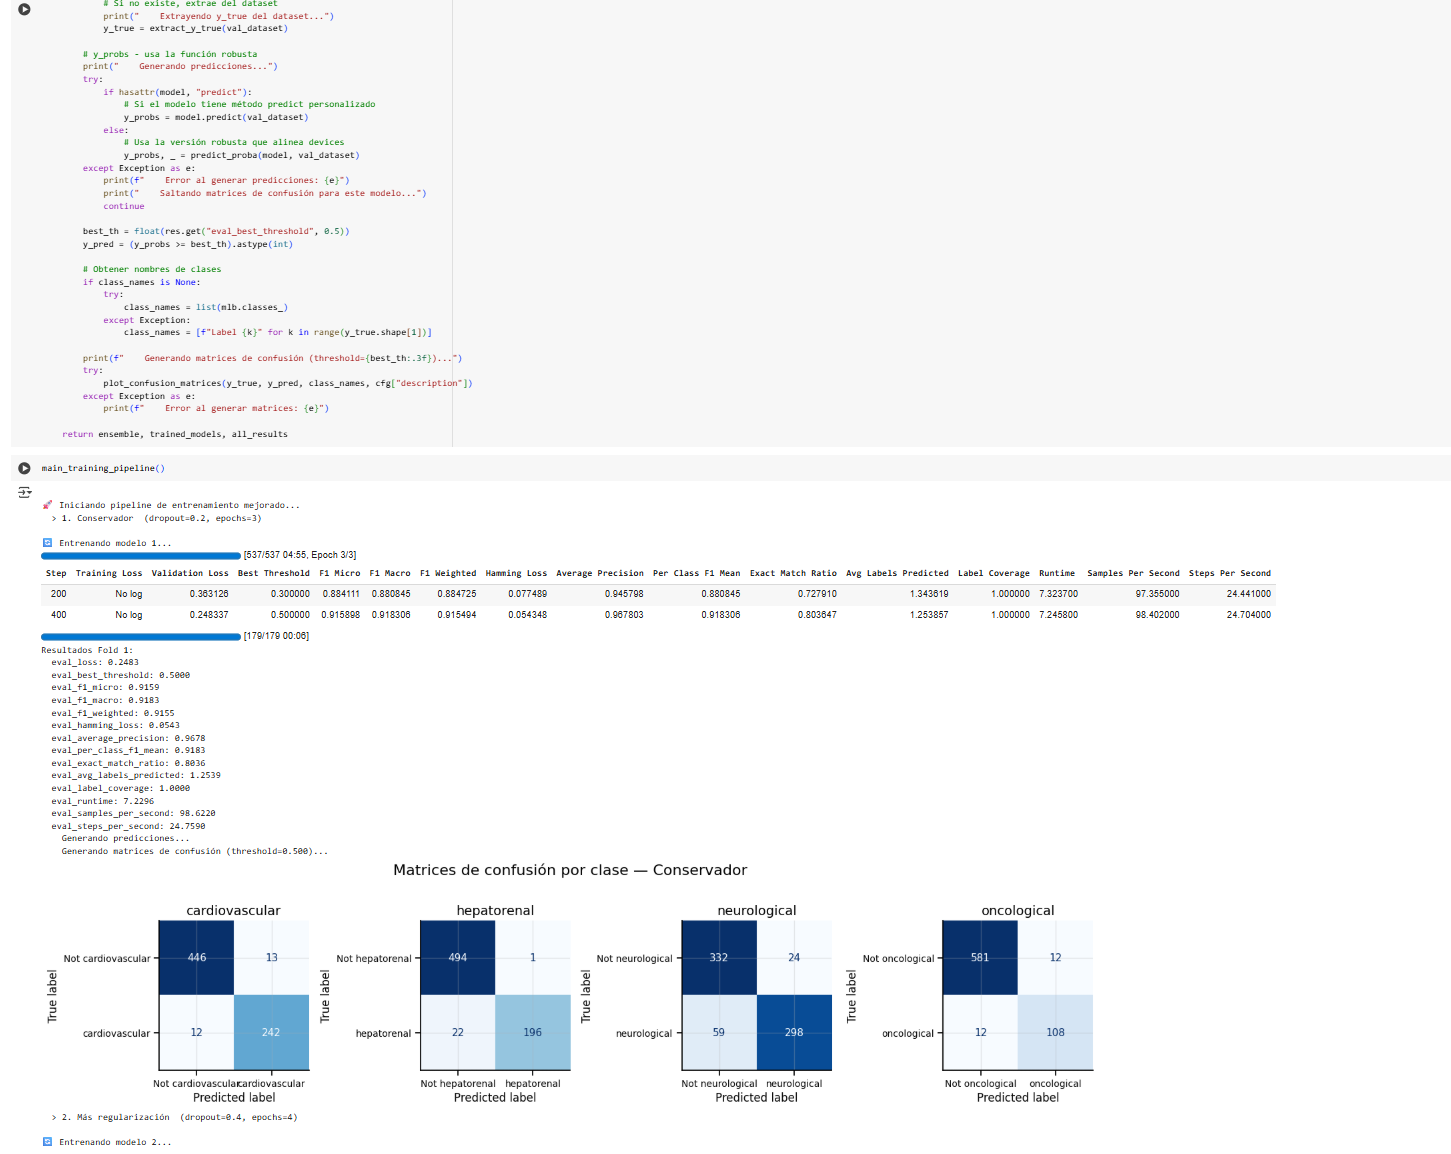 # Si no existe, extrae del dataset
print("    Extrayendo y_true del dataset...")
y_true = extract_y_true(val_dataset)
# y_probs - usa la función robusta
print("    Generando predicciones...")
try:
if hasattr(model, "predict"):
# Si el modelo tiene método predict personalizado
y_probs = model.predict(val_dataset)
else:
# Usa la versión robusta que alinea devices
y_probs, _ = predict_proba(model, val_dataset)
except Exception as e:
print(f"    Error al generar predicciones: {e}")
print("    Saltando matrices de confusión para este modelo...")
continue
best_th = float(res.get("eval_best_threshold", 0.5))
y_pred = (y_probs >= best_th).astype(int)
# Obtener nombres de clases
if class_names is None:
try:
class_names = list(mlb.classes_)
except Exception:
class_names = [f"Label {k}" for k in range(y_true.shape[1])]
print(f"    Generando matrices de confusión (threshold={best_th:.3f})...")
try:
plot_confusion_matrices(y_true, y_pred, class_names, cfg["description"])
except Exception as e:
print(f"    Error al generar matrices: {e}")
return ensemble, trained_models, all_results
main_training_pipeline()
🚀 Iniciando pipeline de entrenamiento mejorado...
> 1. Conservador  (dropout=0.2, epochs=3)
🔄 Entrenando modelo 1...
[537/537 04:55, Epoch 3/3]
Step Training Loss Validation Loss Best Threshold F1 Micro F1 Macro F1 Weighted Hamming Loss Average Precision Per Class F1 Mean Exact Match Ratio Avg Labels Predicted Label Coverage Runtime Samples Per Second Steps Per Second
200 No log 0.363126 0.300000 0.884111 0.880845 0.884725 0.077489 0.945798 0.880845 0.727910 1.343619 1.000000 7.323700 97.355000 24.441000
400 No log 0.248337 0.500000 0.915898 0.918306 0.915494 0.054348 0.967803 0.918306 0.803647 1.253857 1.000000 7.245800 98.402000 24.704000
[179/179 00:06]
Resultados Fold 1:
eval_loss: 0.2483
eval_best_threshold: 0.5000
eval_f1_micro: 0.9159
eval_f1_macro: 0.9183
eval_f1_weighted: 0.9155
eval_hamming_loss: 0.0543
eval_average_precision: 0.9678
eval_per_class_f1_mean: 0.9183
eval_exact_match_ratio: 0.8036
eval_avg_labels_predicted: 1.2539
eval_label_coverage: 1.0000
eval_runtime: 7.2296
eval_samples_per_second: 98.6220
eval_steps_per_second: 24.7590
Generando predicciones...
Generando matrices de confusión (threshold=0.500)...
Matrices de confusión por clase — Conservador
cardiovascular hepatorenal neurological oncological
Not cardiovascular 446 13 Not hepatorenal 494 1 Not neurological 332 24 Not oncological 581 12
True label True label True label True label
cardiovascular 12 242 hepatorenal 22 196 neurological 59 298 oncological 12 108
Not cardiovascular cardiovascular Not hepatorenal hepatorenal Not neurological neurological Not oncological oncological
Predicted label Predicted label Predicted label Predicted label
> 2. Más regularización  (dropout=0.4, epochs=4)
🔄 Entrenando modelo 2...